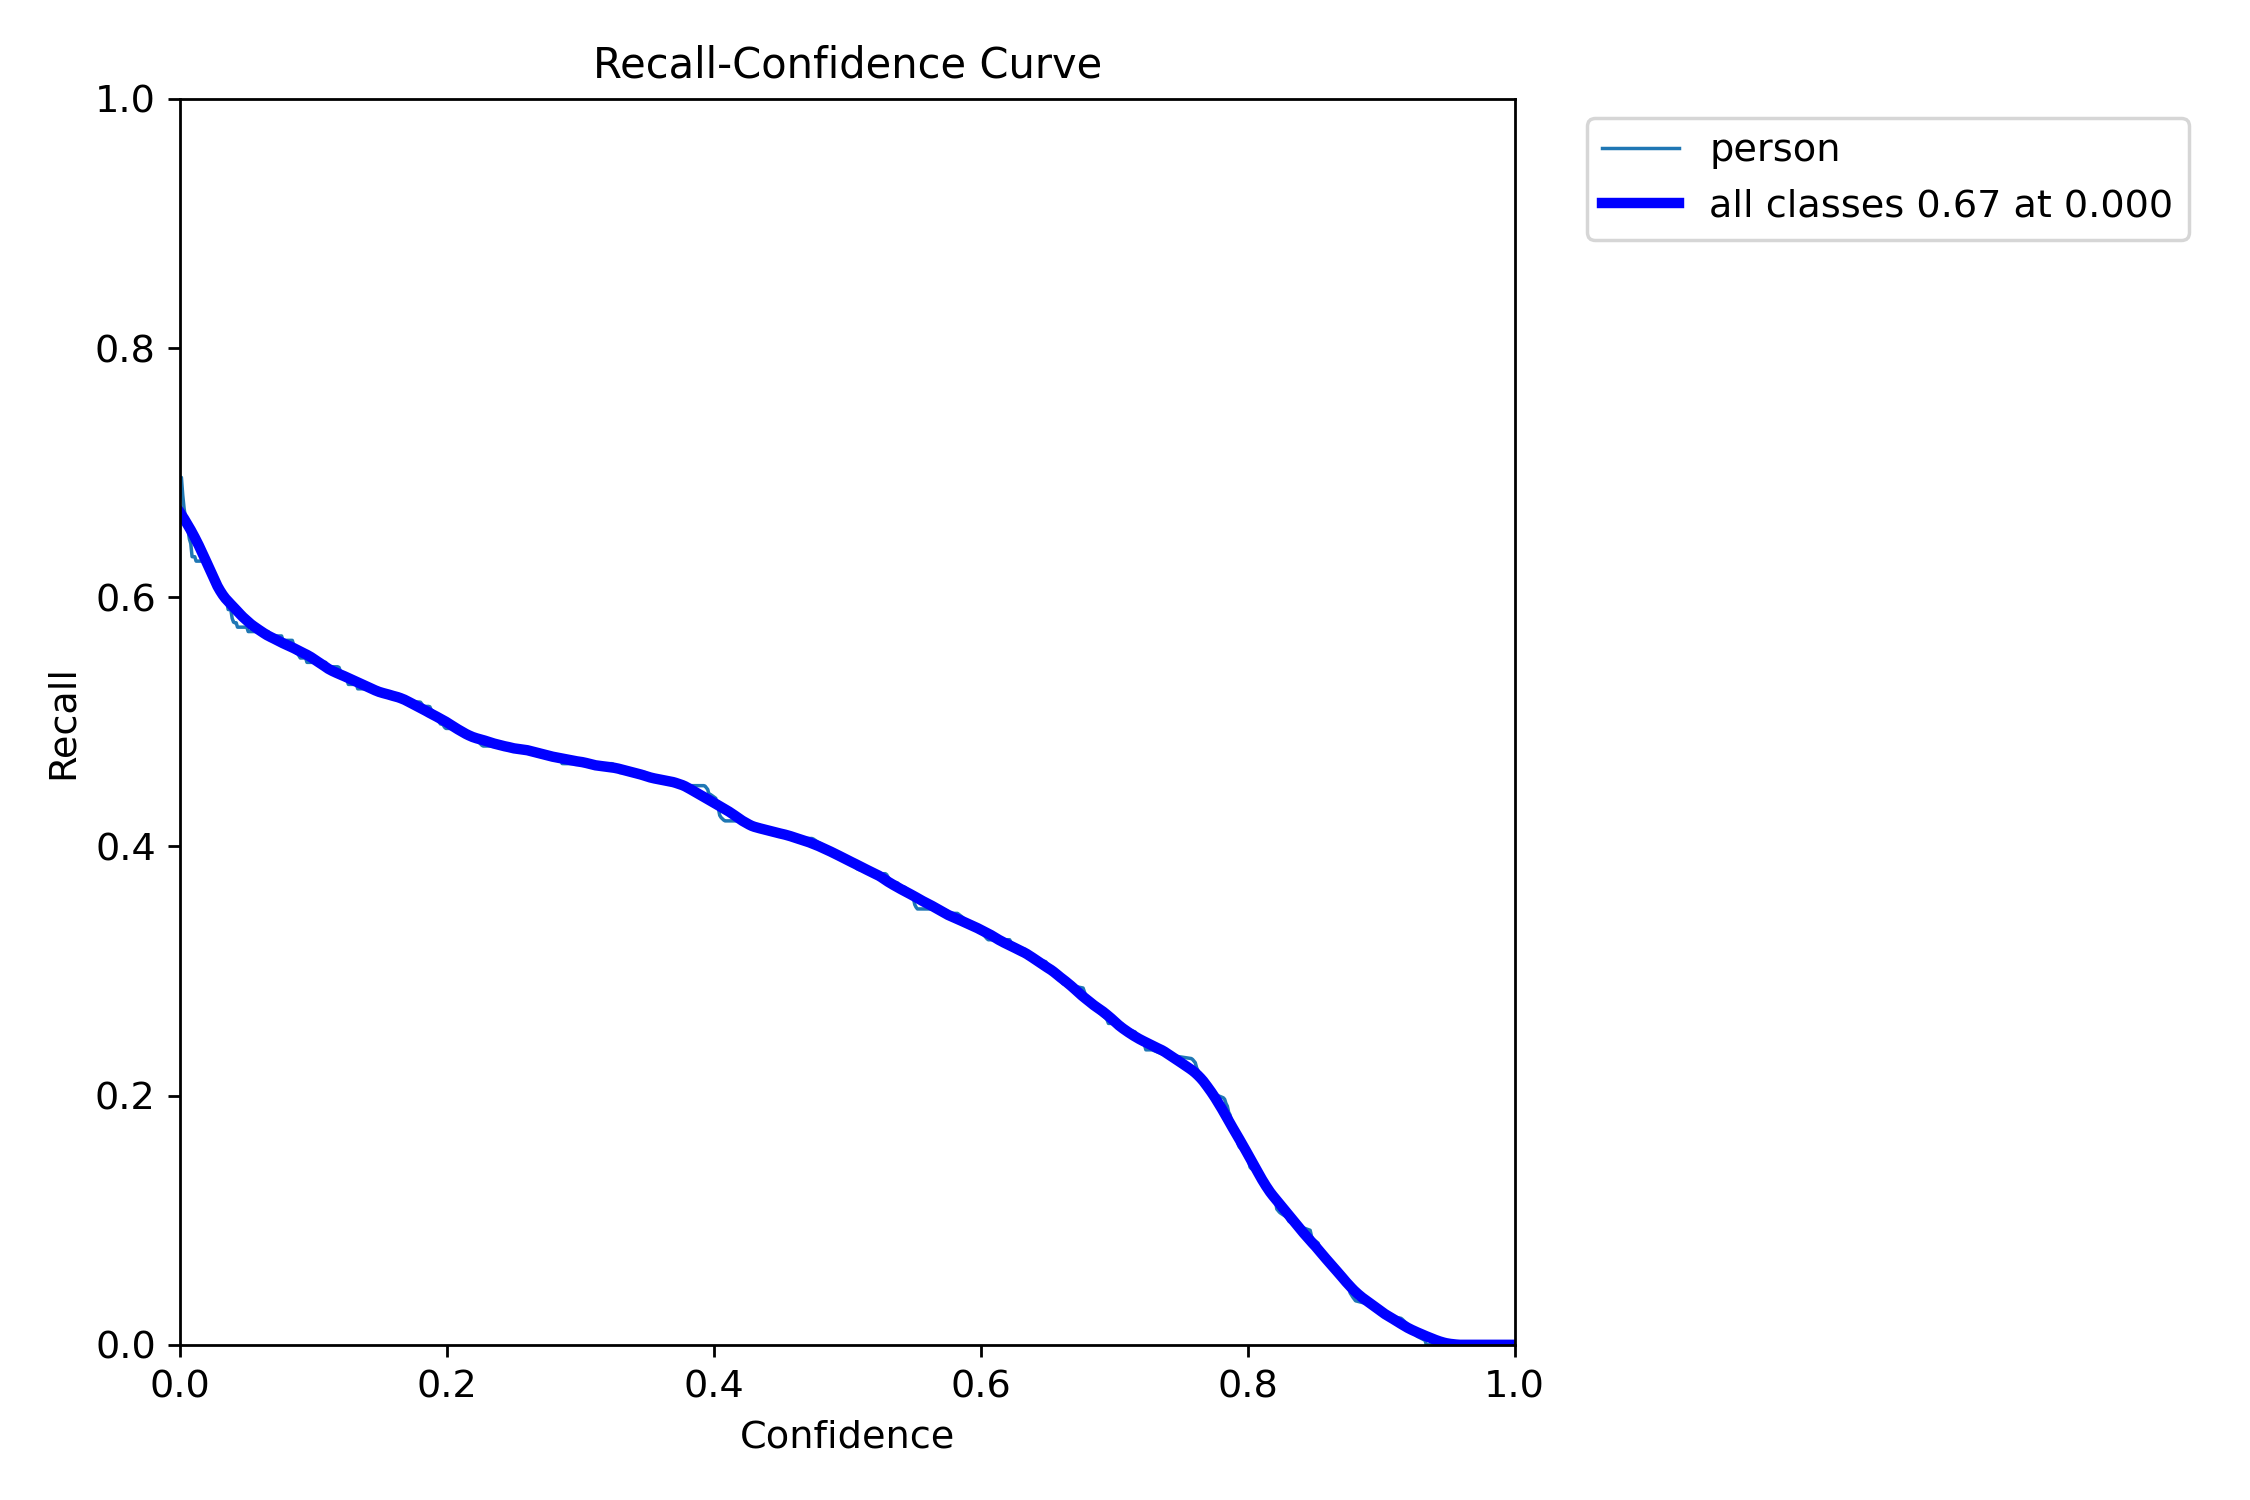 Recall-Confidence Curve
person
all classes 0.67 at 0.000
1.0
0.8
0.6
0.4
0.2
0.0
Recall
0.0 0.2 0.4 0.6 0.8 1.0
Confidence